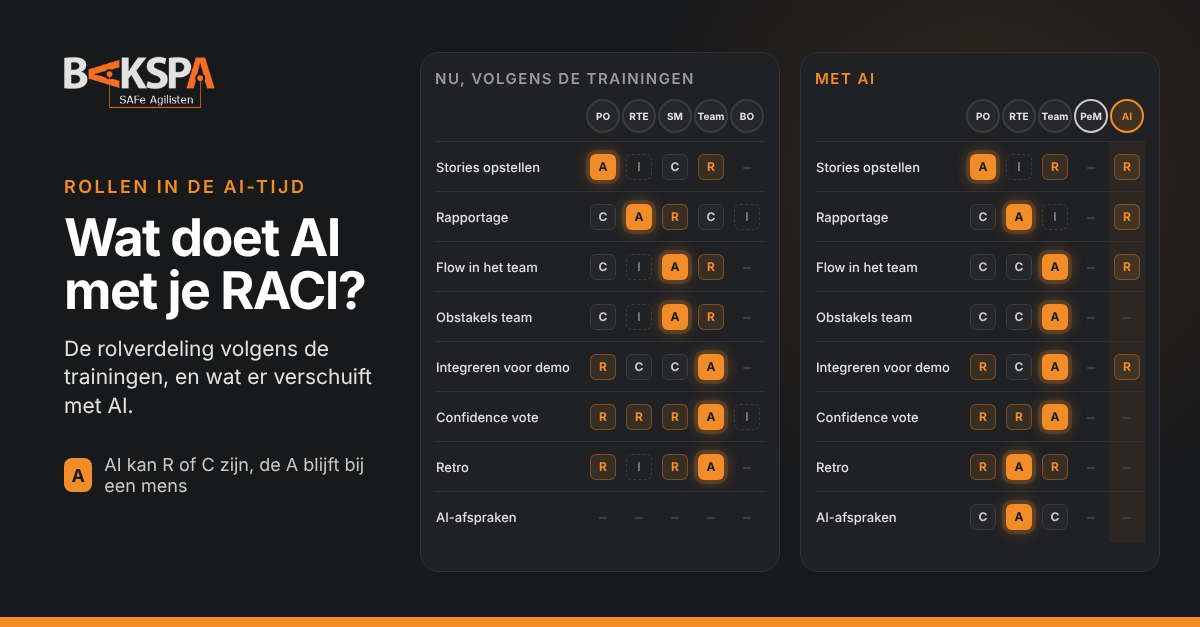 BAKSPA
SAFe Agilisten
ROLLEN IN DE AI-TIJD
Wat doet AI
met je RACI?
De rolverdeling volgens de
trainingen, en wat er verschuift
met AI.
A
AI kan R of C zijn, de A blijft bij
een mens
NU, VOLGENS DE TRAININGEN
PO RTE SM Team BO
Stories opstellen A I C R –
Rapportage C A R C I
Flow in het team C I A R –
Obstakels team C I A R –
Integreren voor demo R C C A –
Confidence vote R R R A I
Retro R I R A –
AI-afspraken – – – – –
MET AI
PO RTE Team PeM AI
Stories opstellen A I R – R
Rapportage C A I – R
Flow in het team C C A – R
Obstakels team C C A – –
Integreren voor demo R C A – R
Confidence vote R R A – –
Retro R A R – –
AI-afspraken C A C – –